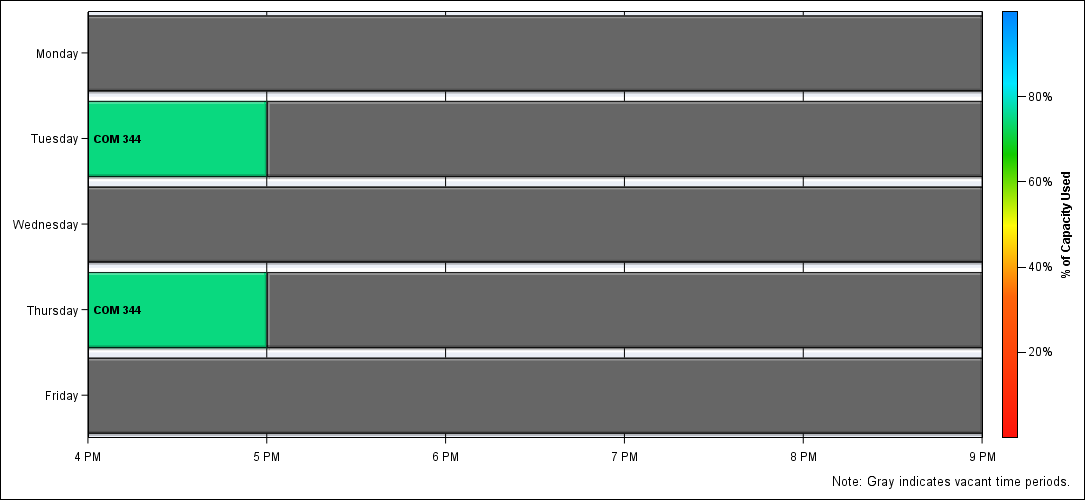 Monday
Tuesday
COM 344
Wednesday
Thursday
COM 344
Friday
4 PM 5 PM 6 PM 7 PM 8 PM 9 PM
80%
60%
40%
20%
% of Capacity Used
Note: Gray indicates vacant time periods.